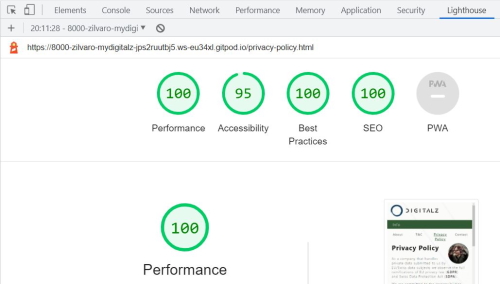 Elements Console Sources Network Performance Memory Application Security Lighthouse
20:11:28 - 8000-zilvaro-mydigi
https://8000-zilvaro-mydigitalz-jps2ruutbj5.ws-eu34xl.gitpod.io/privacy-policy.html
100 95 100 100 PWA
Performance Accessibility Best Practices SEO PWA
100
Performance
DIGITALZ
Privacy Policy